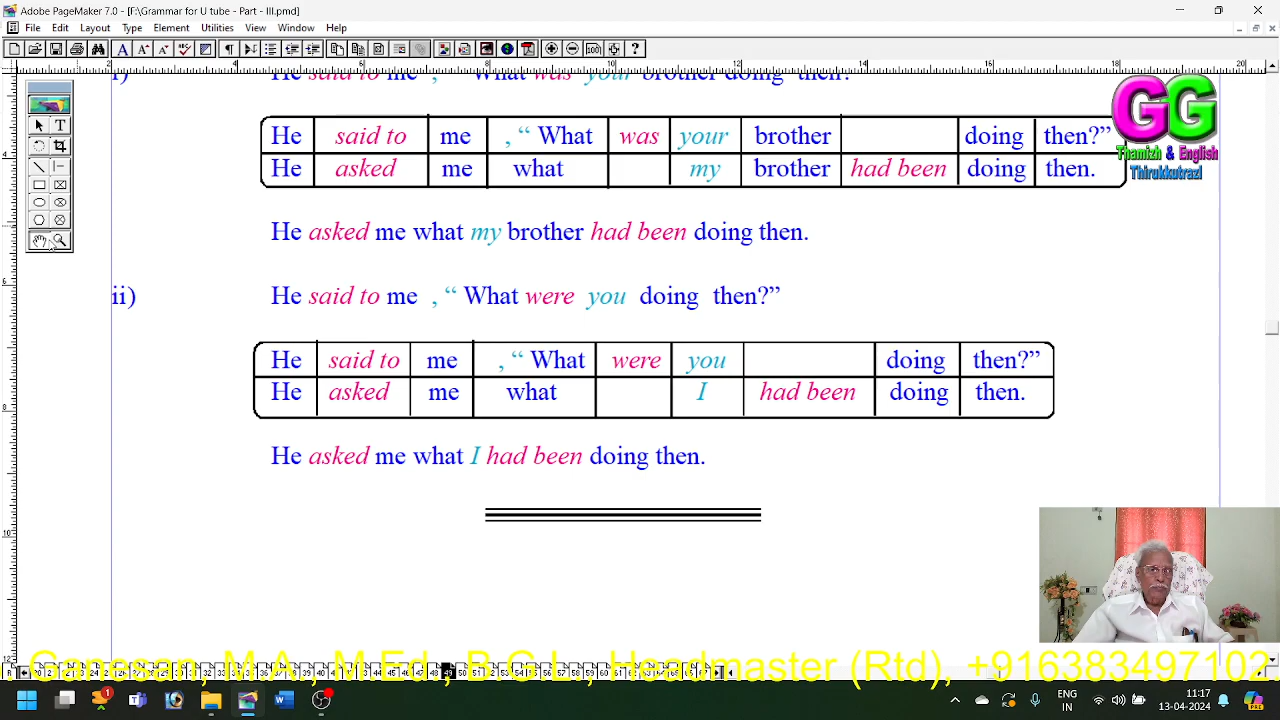 Adobe PageMaker 7.0 - [F:\Grammar for U tube - Part - III.pmd]
File Edit Layout Type Element Utilities View Window Help
i) He said to me , “ What was your brother doing then?”
He said to me , “ What was your brother doing then?”
He asked me what my brother had been doing then.
He asked me what my brother had been doing then.
ii) He said to me , “ What were you doing then?”
He said to me , “ What were you doing then?”
He asked me what I had been doing then.
He asked me what I had been doing then.
GG
Thamizh & English
Thirukkutrazl
Ganesan, M.A., M.Ed., B.G.L., Headmaster (Rtd), +916383497102
ENG
IN
11:17
13-04-2024